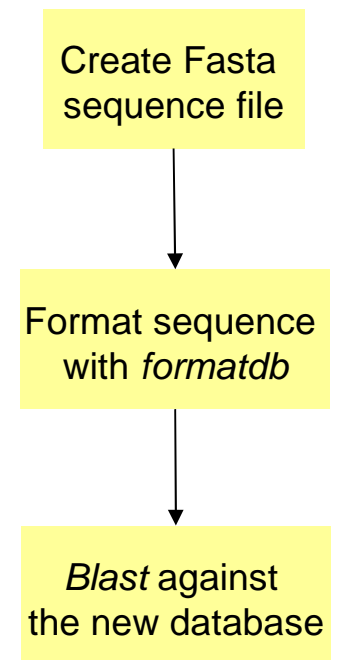 Create Fasta
sequence file
Format sequence
with formatdb
Blast against
the new database